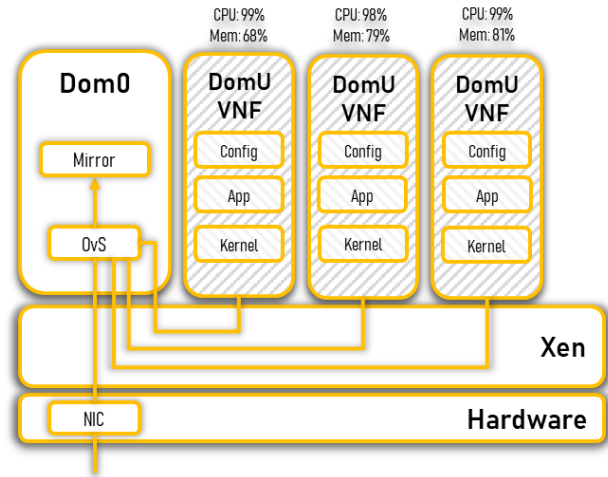 CPU: 99%
Mem: 68%
CPU: 98%
Mem: 79%
CPU: 99%
Mem: 81%
Dom0
Mirror
OvS
DomU
VNF
Config
App
Kernel
DomU
VNF
Config
App
Kernel
DomU
VNF
Config
App
Kernel
Xen
NIC
Hardware